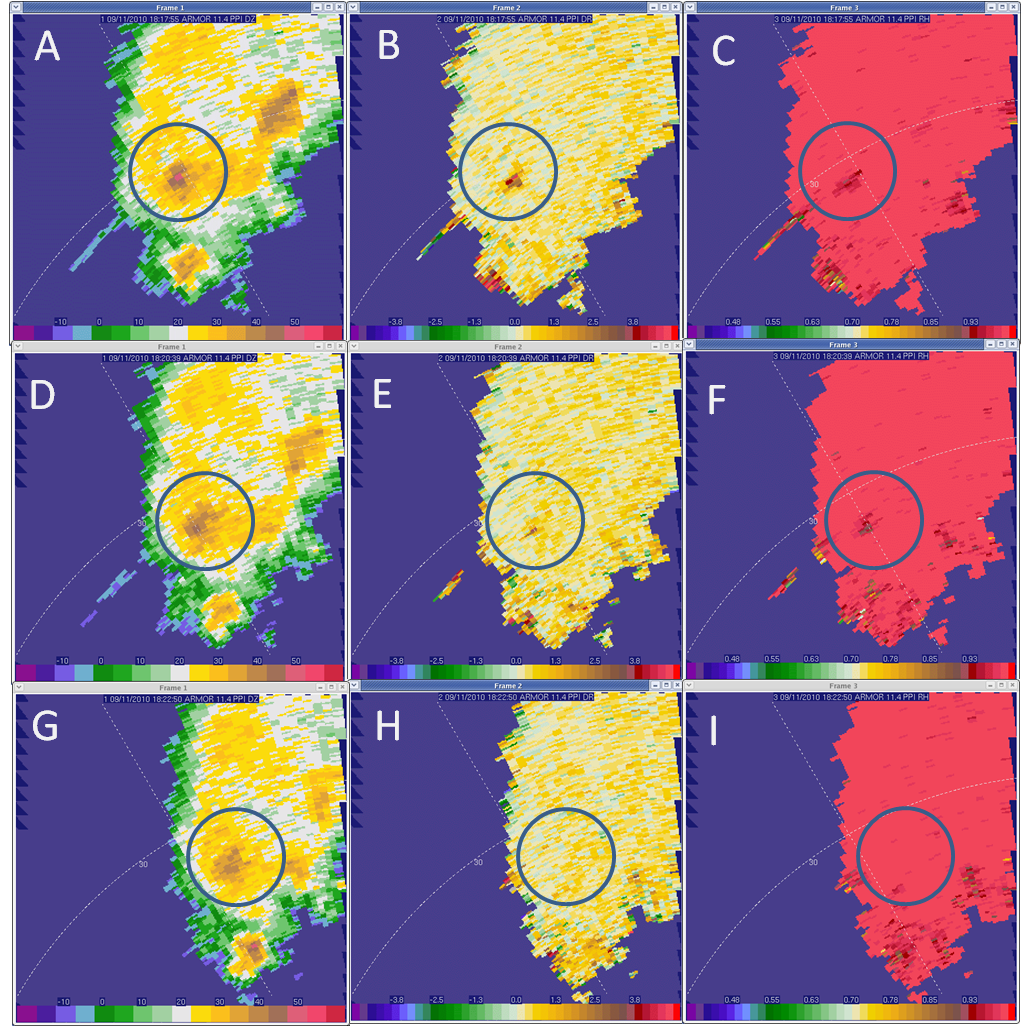 Frame 1
Frame 2
Frame 3
1 09/11/2010 18:17:55 ARMOR 11.4 PPI DZ
2 09/11/2010 18:17:55 ARMOR 11.4 PPI DR
3 09/11/2010 18:17:55 ARMOR 11.4 PPI RH
A
B
C
30
-10 0 10 20 30 40 50
-3.8 -2.5 -1.3 0.0 1.3 2.5 3.8
0.48 0.55 0.63 0.70 0.78 0.85 0.93
Frame 1
Frame 2
Frame 3
1 09/11/2010 18:20:39 ARMOR 11.4 PPI DZ
2 09/11/2010 18:20:39 ARMOR 11.4 PPI DR
3 09/11/2010 18:20:39 ARMOR 11.4 PPI RH
D
E
F
30
30
30
-10 0 10 20 30 40 50
-3.8 -2.5 -1.3 0.0 1.3 2.5 3.8
0.48 0.55 0.63 0.70 0.78 0.85 0.93
Frame 1
Frame 2
Frame 3
1 09/11/2010 18:22:50 ARMOR 11.4 PPI DZ
2 09/11/2010 18:22:50 ARMOR 11.4 PPI DR
3 09/11/2010 18:22:50 ARMOR 11.4 PPI RH
G
H
I
30
30
30
-10 0 10 20 30 40 50
-3.8 -2.5 -1.3 0.0 1.3 2.5 3.8
0.48 0.55 0.63 0.70 0.78 0.85 0.93